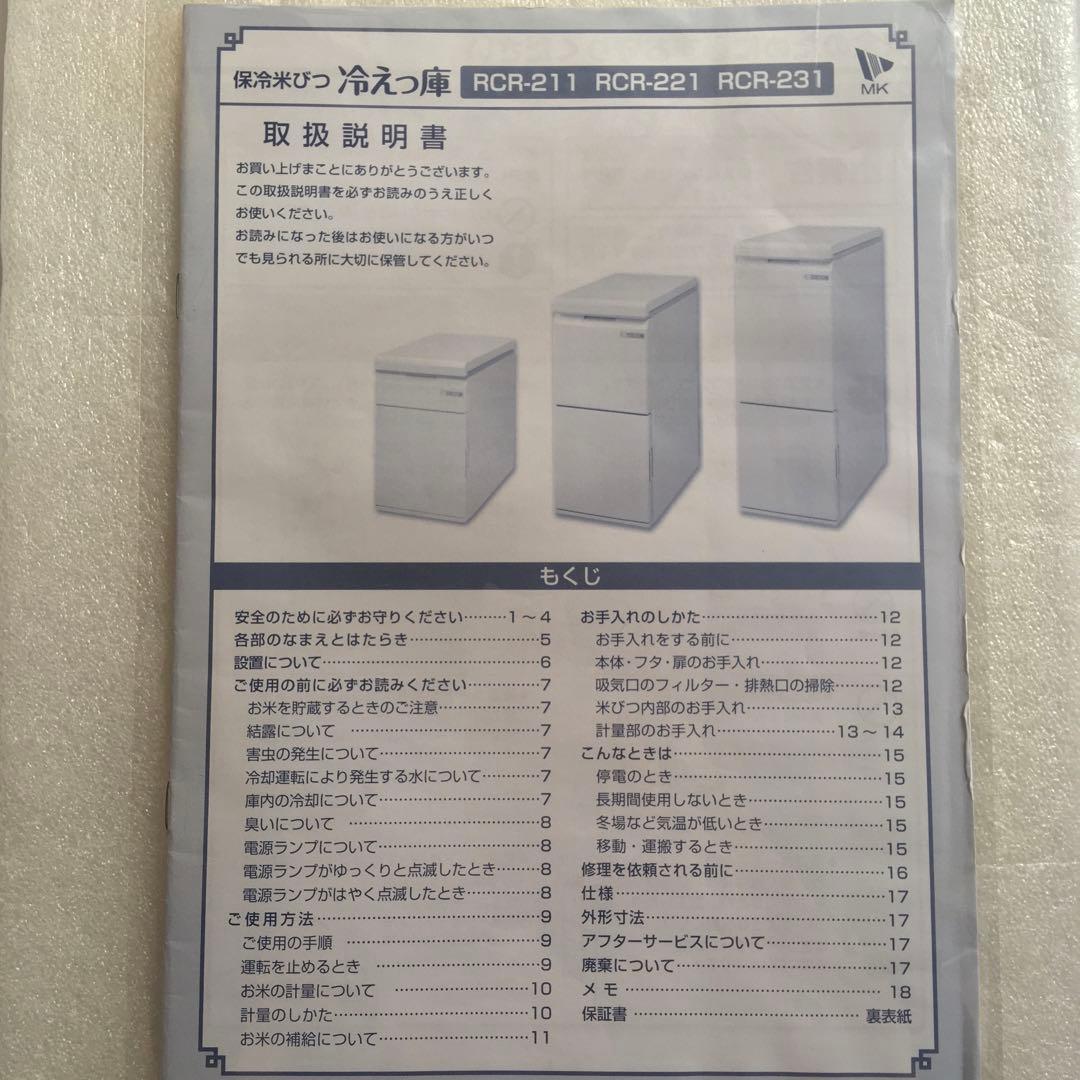 保冷米びつ 冷えっ庫 RCR-211 RCR-221 RCR-231
MK
取扱説明書
お買い上げまことにありがとうございます。
この取扱説明書を必ずお読みのうえ正しく
お使いください。
お読みになった後はお使いになる方がいつ
でも見られる所に大切に保管してください。
もくじ
安全のために必ずお守りください………1～4
各部のなまえとはたらき………5
設置について………6
ご使用の前に必ずお読みください………7
お米を貯蔵するときのご注意………7
結露について………7
害虫の発生について………7
冷却運転により発生する水について………7
庫内の冷却について………7
臭いについて………8
電源ランプについて………8
電源ランプがゆっくりと点滅したとき………8
電源ランプがはやく点滅したとき………8
ご使用方法………9
ご使用の手順………9
運転を止めるとき………9
お米の計量について………10
計量のしかた………10
お米の補給について………11
お手入れのしかた………12
お手入れをする前に………12
本体・フタ・扉のお手入れ………12
吸気口のフィルター・排熱口の掃除………12
米びつ内部のお手入れ………13
計量部のお手入れ………13～14
こんなときは………15
停電のとき………15
長期間使用しないとき………15
冬場など気温が低いとき………15
移動・運搬するとき………15
修理を依頼される前に………16
仕様………17
外形寸法………17
アフターサービスについて………17
廃棄について………17
メモ………18
保証書………裏表紙